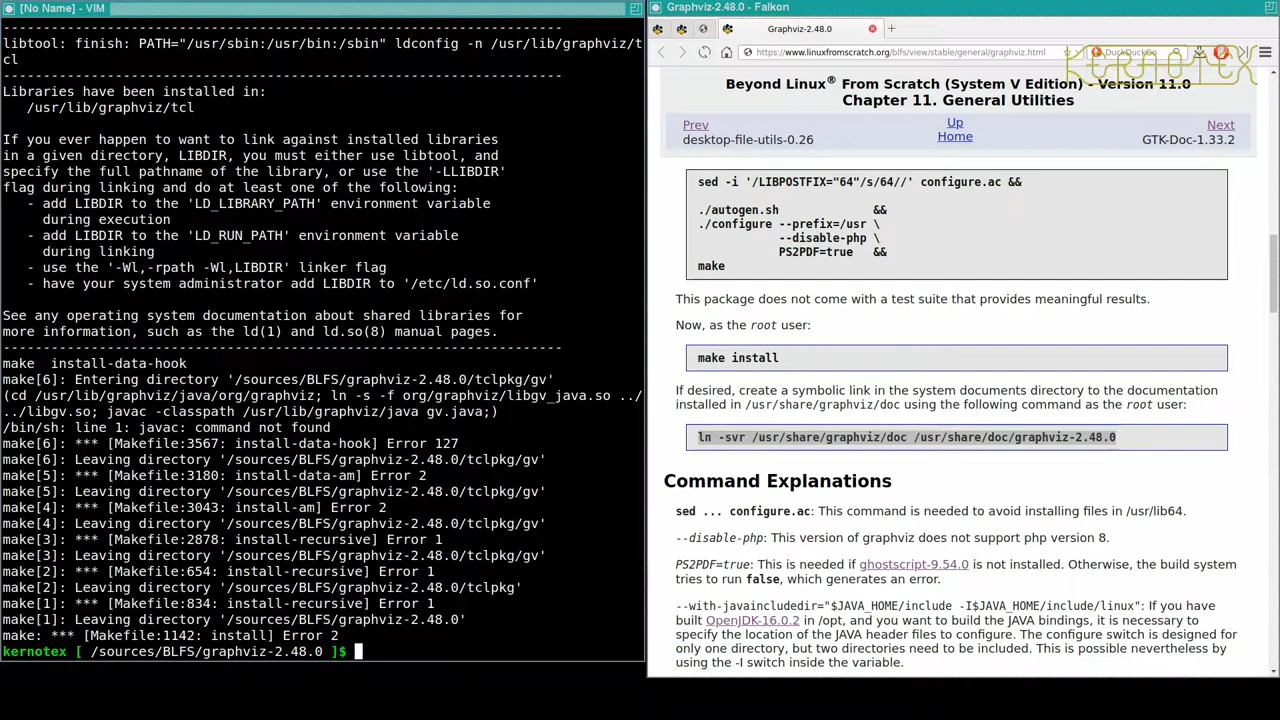 [No Name] - VIM
libtool: finish: PATH="/usr/sbin:/usr/bin:/sbin" ldconfig -n /usr/lib/graphviz/t
cl
----------------------------------------------------------------------
Libraries have been installed in:
   /usr/lib/graphviz/tcl
If you ever happen to want to link against installed libraries
in a given directory, LIBDIR, you must either use libtool, and
specify the full pathname of the library, or use the '-LLIBDIR'
flag during linking and do at least one of the following:
   - add LIBDIR to the 'LD_LIBRARY_PATH' environment variable
     during execution
   - add LIBDIR to the 'LD_RUN_PATH' environment variable
     during linking
   - use the '-Wl,-rpath -Wl,LIBDIR' linker flag
   - have your system administrator add LIBDIR to '/etc/ld.so.conf'
See any operating system documentation about shared libraries for
more information, such as the ld(1) and ld.so(8) manual pages.
----------------------------------------------------------------------
make  install-data-hook
make[6]: Entering directory '/sources/BLFS/graphviz-2.48.0/tclpkg/gv'
(cd /usr/lib/graphviz/java/org/graphviz; ln -s -f org/graphviz/libgv_java.so ../
../libgv.so; javac -classpath /usr/lib/graphviz/java gv.java;)
/bin/sh: line 1: javac: command not found
make[6]: *** [Makefile:3567: install-data-hook] Error 127
make[6]: Leaving directory '/sources/BLFS/graphviz-2.48.0/tclpkg/gv'
make[5]: *** [Makefile:3180: install-data-am] Error 2
make[5]: Leaving directory '/sources/BLFS/graphviz-2.48.0/tclpkg/gv'
make[4]: *** [Makefile:3043: install-am] Error 2
make[4]: Leaving directory '/sources/BLFS/graphviz-2.48.0/tclpkg/gv'
make[3]: *** [Makefile:2878: install-recursive] Error 1
make[3]: Leaving directory '/sources/BLFS/graphviz-2.48.0/tclpkg/gv'
make[2]: *** [Makefile:654: install-recursive] Error 1
make[2]: Leaving directory '/sources/BLFS/graphviz-2.48.0/tclpkg'
make[1]: *** [Makefile:834: install-recursive] Error 1
make[1]: Leaving directory '/sources/BLFS/graphviz-2.48.0'
make: *** [Makefile:1142: install] Error 2
kernotex [ /sources/BLFS/graphviz-2.48.0 ]$
Graphviz-2.48.0 - Falkon
Graphviz-2.48.0
https://www.linuxfromscratch.org/blfs/view/stable/general/graphviz.html
DuckDuckGo
KERNOTEX
Beyond Linux® From Scratch (System V Edition) - Version 11.0
Chapter 11. General Utilities
Prev Up Next
desktop-file-utils-0.26 Home GTK-Doc-1.33.2
sed -i '/LIBPOSTFIX="64"/s/64//' configure.ac &&
./autogen.sh              &&
./configure --prefix=/usr \
            --disable-php \
            PS2PDF=true   &&
make
This package does not come with a test suite that provides meaningful results.
Now, as the root user:
make install
If desired, create a symbolic link in the system documents directory to the documentation
installed in /usr/share/graphviz/doc using the following command as the root user:
ln -svr /usr/share/graphviz/doc /usr/share/doc/graphviz-2.48.0
Command Explanations
sed ... configure.ac: This command is needed to avoid installing files in /usr/lib64.
--disable-php: This version of graphviz does not support php version 8.
PS2PDF=true: This is needed if ghostscript-9.54.0 is not installed. Otherwise, the build system
tries to run false, which generates an error.
--with-javaincludedir="$JAVA_HOME/include -I$JAVA_HOME/include/linux": If you have
built OpenJDK-16.0.2 in /opt, and you want to build the JAVA bindings, it is necessary to
specify the location of the JAVA header files to configure. The configure switch is designed for
only one directory, but two directories need to be included. This is possible nevertheless by
using the -I switch inside the variable.